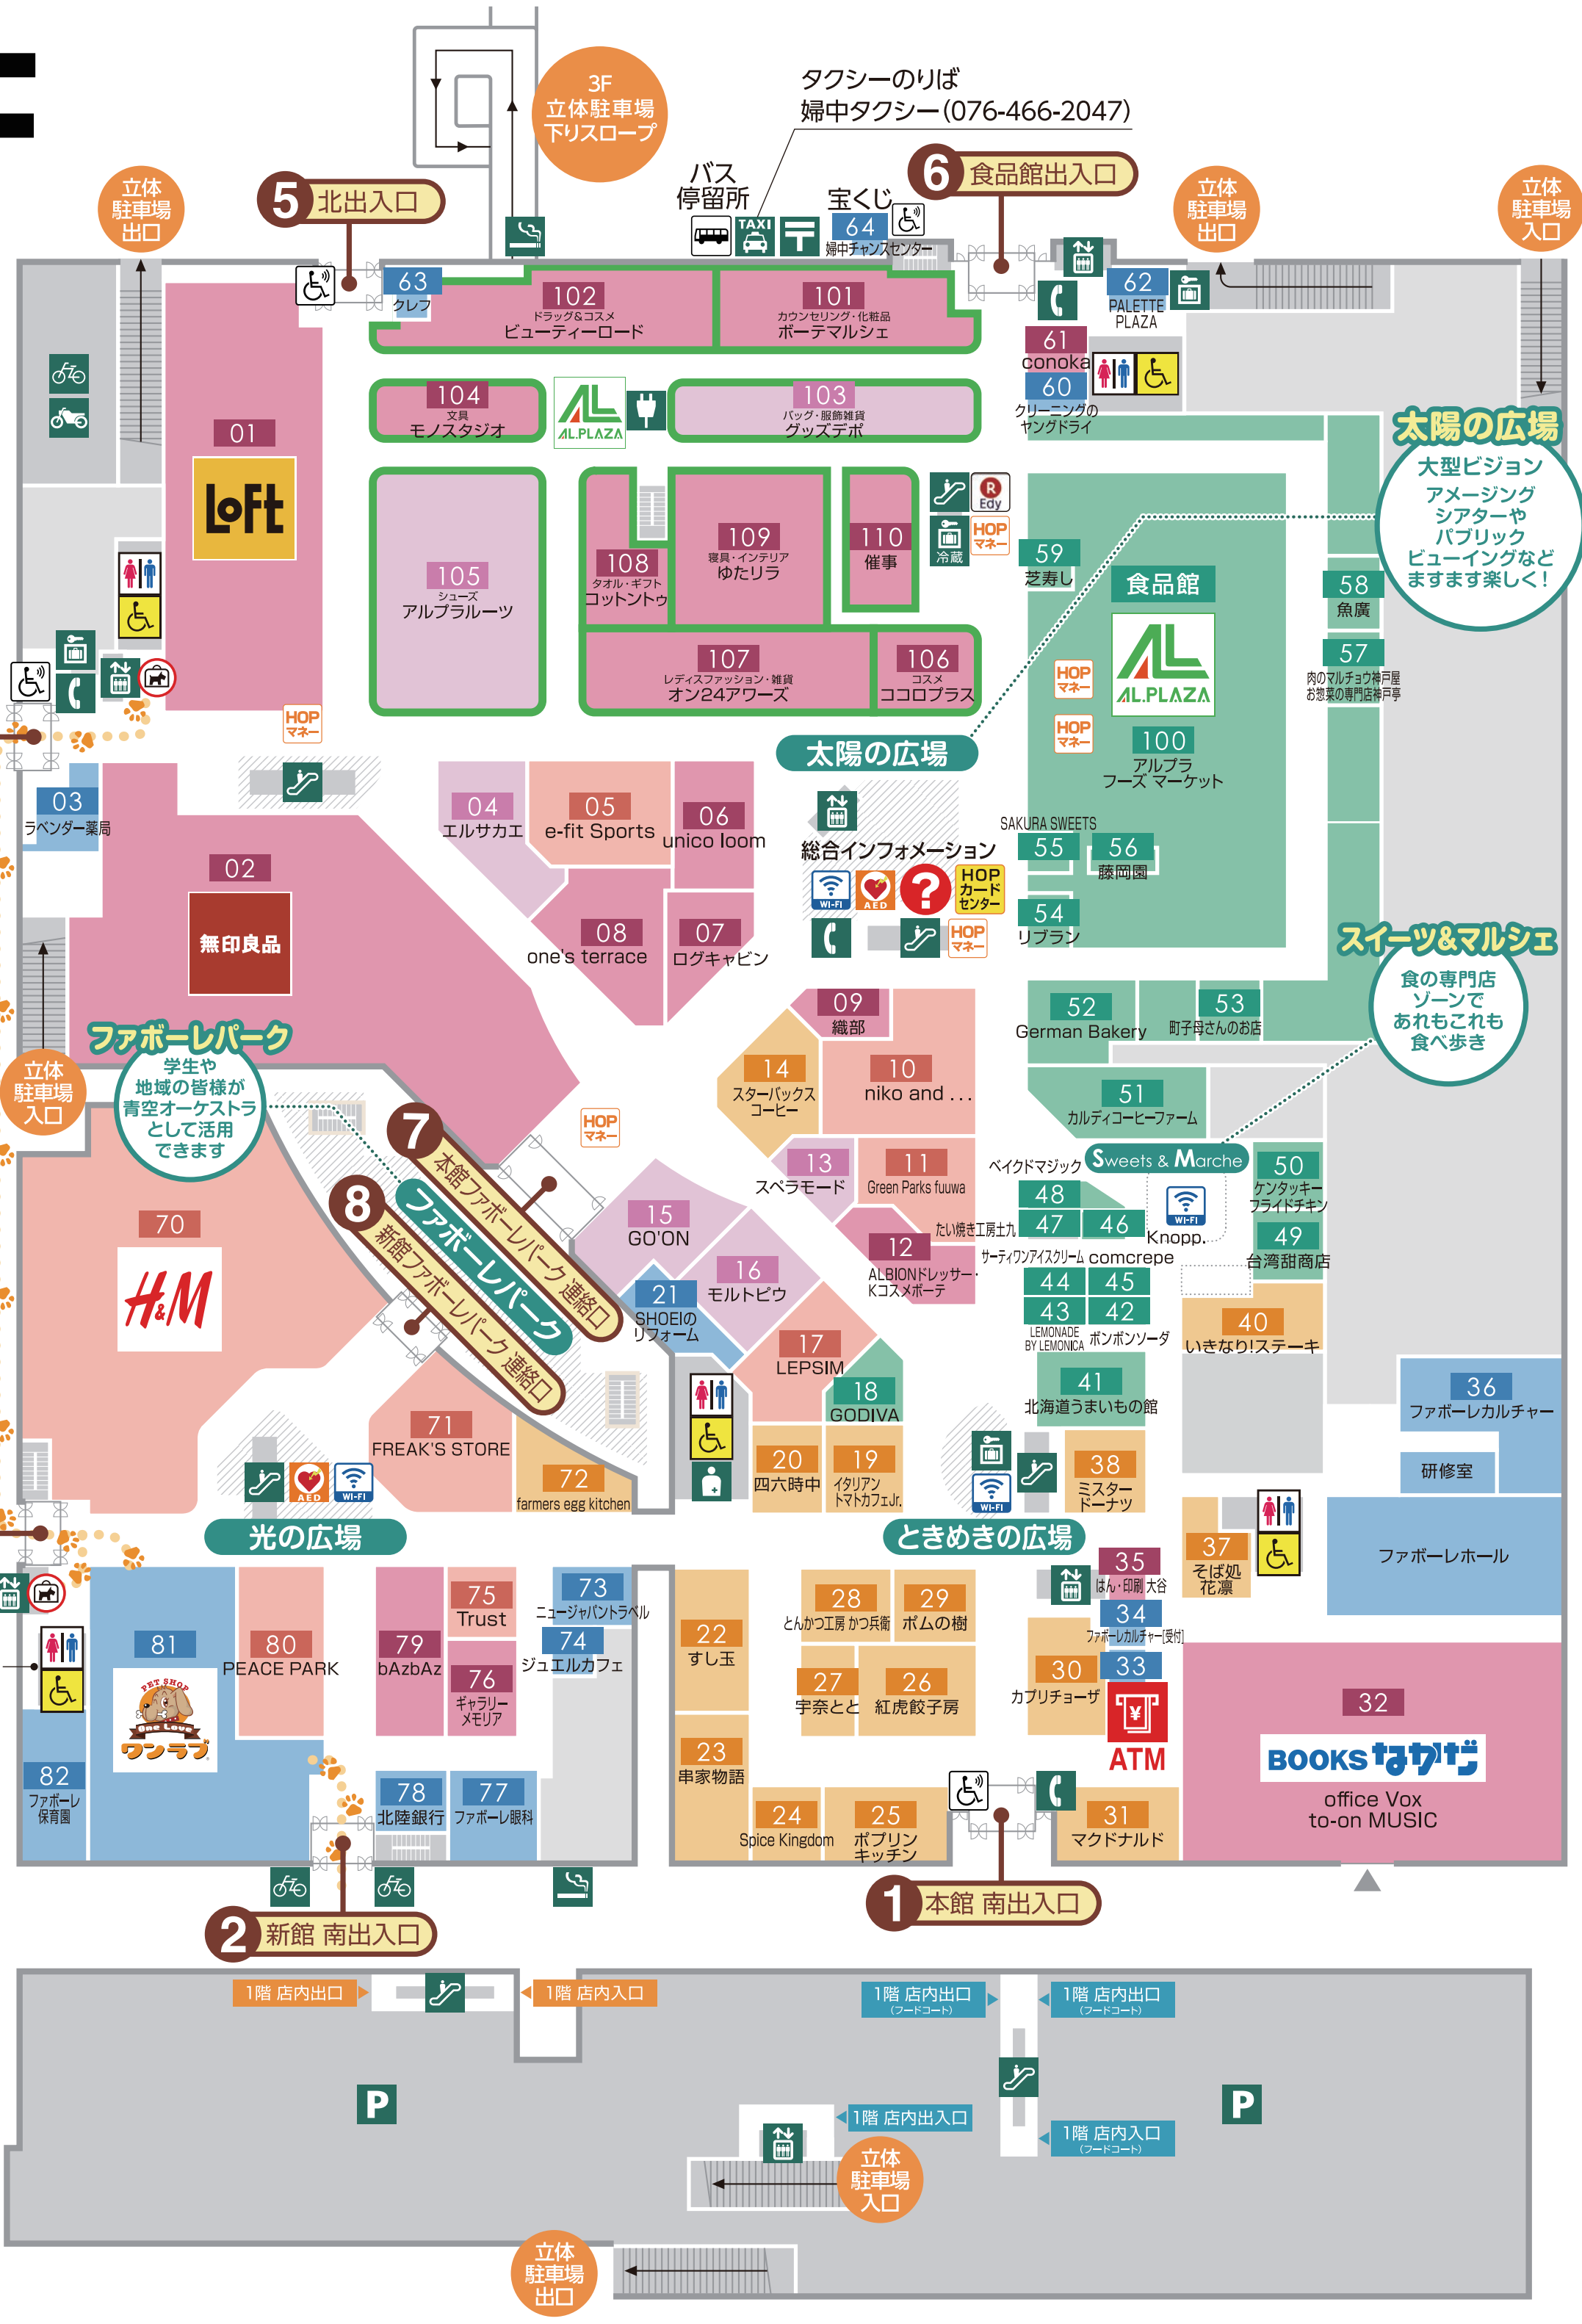 3F
立体駐車場
下りスロープ
タクシーのりば
婦中タクシー(076-466-2047)
立体
駐車場
出口
5 北出入口
バス
停留所
TAXI
宝くじ
64
婦中チャンスセンター
6 食品館出入口
立体
駐車場
出口
立体
駐車場
入口
63
クレフ
102
ドラッグ&コスメ
ビューティーロード
101
カウンセリング・化粧品
ボーテマルシェ
62
PALETTE
PLAZA
61
conoka
60
クリーニングの
ヤングドライ
104
文具
モノスタジオ
AL.PLAZA
103
バッグ・服飾雑貨
グッズデポ
01
LoFt
太陽の広場
大型ビジョン
アメージング
シアターや
パブリック
ビューイングなど
ますます楽しく!
105
シューズ
アルプラルーツ
108
タオル・ギフト
コットントゥ
109
寝具・インテリア
ゆたリラ
110
催事
R
Edy
冷蔵
HOP
マネー
59
芝寿し
食品館
AL.PLAZA
58
魚廣
57
肉のマルチョウ神戸屋
お惣菜の専門店神戸亭
107
レディスファッション・雑貨
オン24アワーズ
106
コスメ
ココロプラス
HOP
マネー
HOP
マネー
100
アルプラ
フーズ マーケット
HOP
マネー
太陽の広場
03
ラベンダー薬局
04
エルサカエ
05
e-fit Sports
06
unico loom
総合インフォメーション
WI-FI
AED
?
HOP
カード
センター
HOP
マネー
SAKURA SWEETS
55
56
藤岡園
54
リブラン
02
無印良品
08
one's terrace
07
ログキャビン
スイーツ&マルシェ
食の専門店
ゾーンで
あれもこれも
食べ歩き
09
織部
52
German Bakery
53
町子母さんのお店
ファボーレパーク
学生や
地域の皆様が
青空オーケストラ
として活用
できます
立体
駐車場
入口
14
スターバックス
コーヒー
10
niko and ...
51
カルディコーヒーファーム
HOP
マネー
7 本館ファボーレパーク 連絡口
ファボーレパーク
8 新館ファボーレパーク 連絡口
13
スペラモード
11
Green Parks fuuwa
ベイクドマジック
Sweets & Marche
48
50
ケンタッキー
フライドチキン
WI-FI
Knopp.
たい焼き工房土九
47
46
サーティワンアイスクリーム
comcrepe
49
台湾甜商店
70
H&M
15
GO'ON
12
ALBIONドレッサー・
Kコスメボーテ
16
モルトピウ
21
SHOEIの
リフォーム
44
45
43
42
LEMONADE
BY LEMONICA
ボンボンソーダ
40
いきなり!ステーキ
17
LEPSIM
18
GODIVA
41
北海道うまいもの館
36
ファボーレカルチャー
71
FREAK'S STORE
72
farmers egg kitchen
AED
WI-FI
20
四六時中
19
イタリアン
トマトカフェJr.
WI-FI
38
ミスター
ドーナツ
研修室
光の広場
ときめきの広場
37
そば処
花凛
ファボーレホール
35
はん・印刷 大谷
34
ファボーレカルチャー[受付]
33
ATM
81
PET SHOP
One Love
ワンラブ
80
PEACE PARK
79
bAzbAz
75
Trust
76
ギャラリー
メモリア
73
ニュージャパントラベル
74
ジュエルカフェ
22
すし玉
28
とんかつ工房 かつ兵衛
29
ポムの樹
27
宇奈とと
26
紅虎餃子房
30
カプリチョーザ
32
BOOKSなかだ
office Vox
to-on MUSIC
82
ファボーレ
保育園
78
北陸銀行
77
ファボーレ眼科
23
串家物語
24
Spice Kingdom
25
ポプリン
キッチン
31
マクドナルド
2 新館 南出入口
1 本館 南出入口
1階 店内出口
1階 店内入口
1階 店内出口
(フードコート)
1階 店内出口
(フードコート)
P
P
1階 店内出入口
1階 店内入口
(フードコート)
立体
駐車場
入口
立体
駐車場
出口